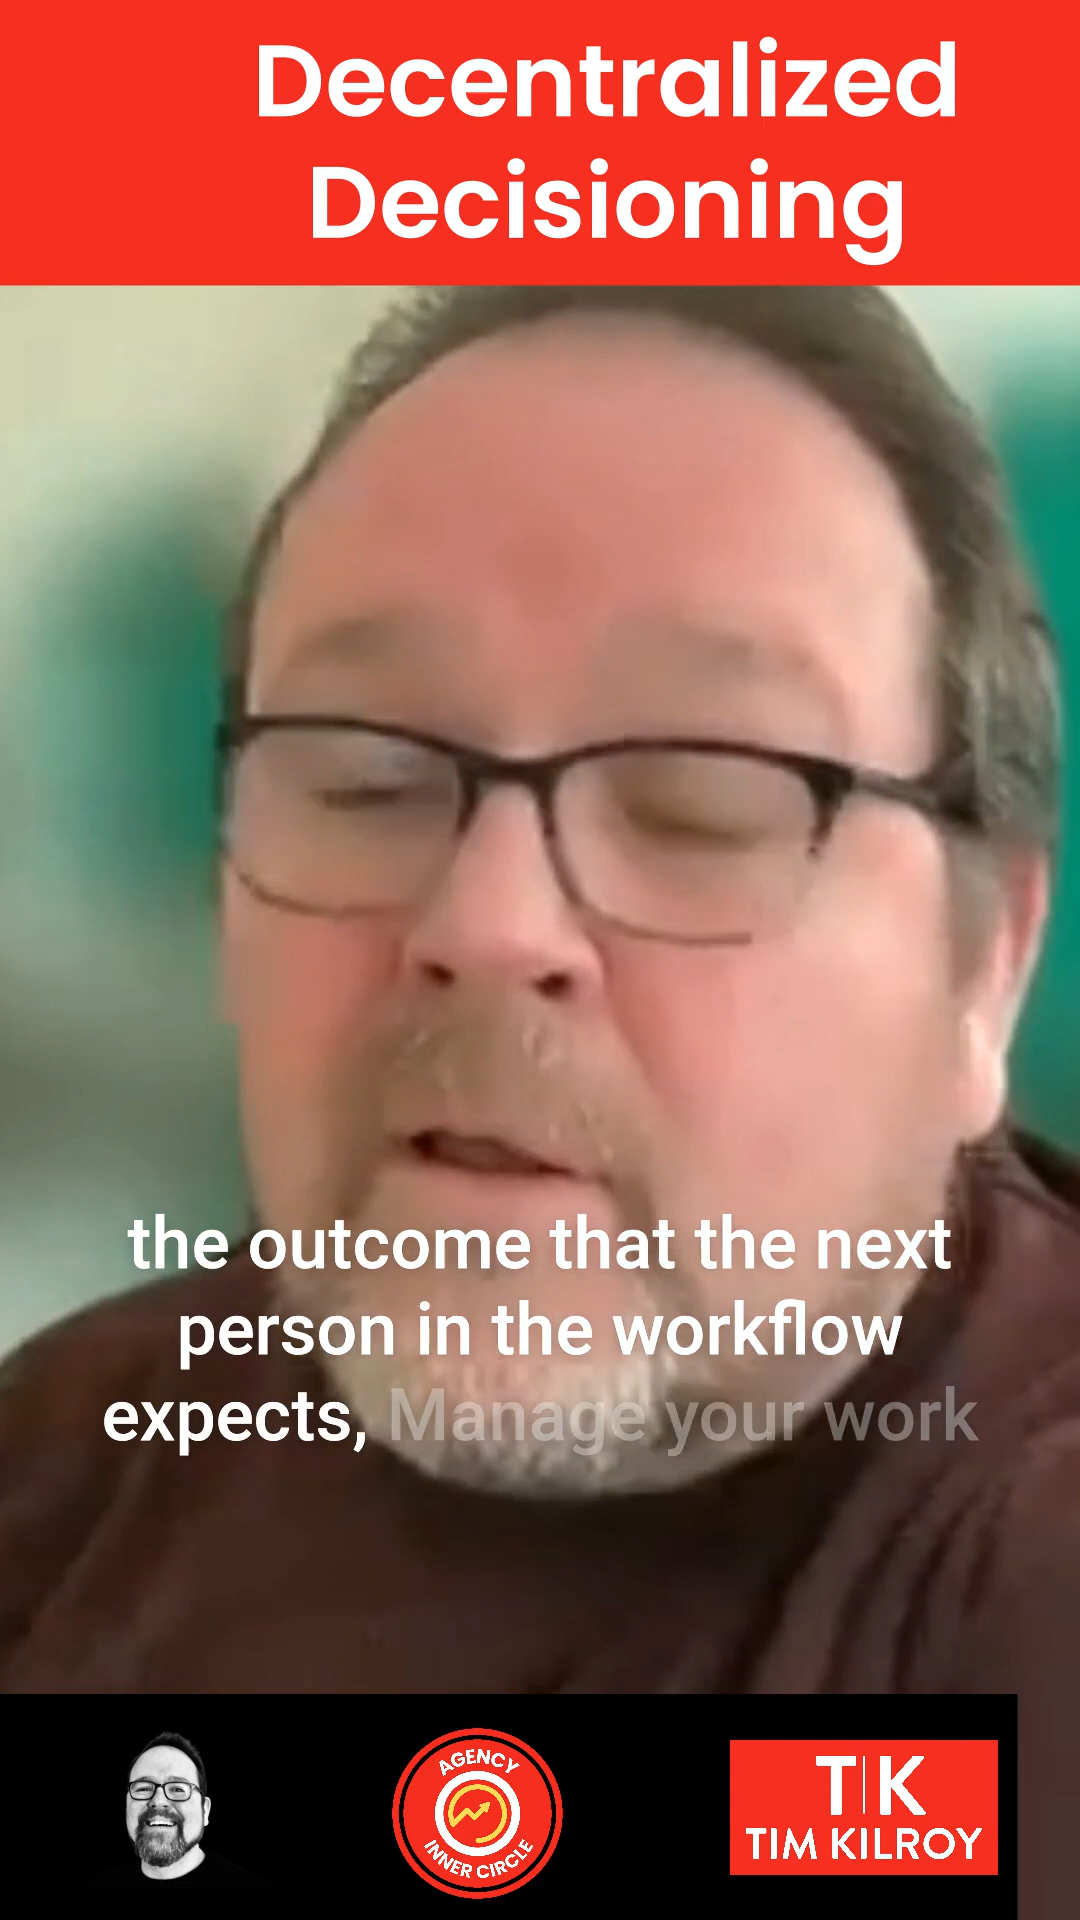 Decentralized
Decisioning
the outcome that the next
person in the workflow
expects, Manage your work
AGENCY
INNER CIRCLE
T|K
TIM KILROY